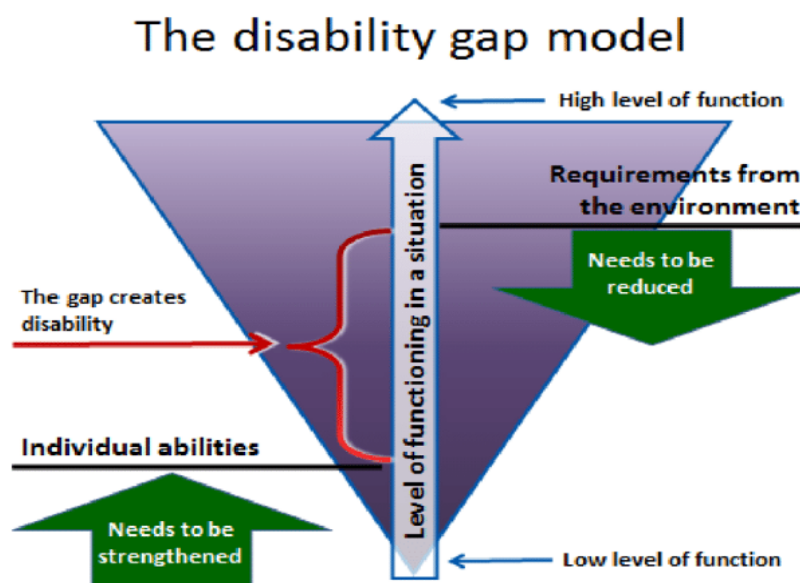 The disability gap model
High level of function
Requirements from
the environment
Needs to be
reduced
Level of functioning in a situation
The gap creates
disability
Individual abilities
Needs to be
strengthened
Low level of function